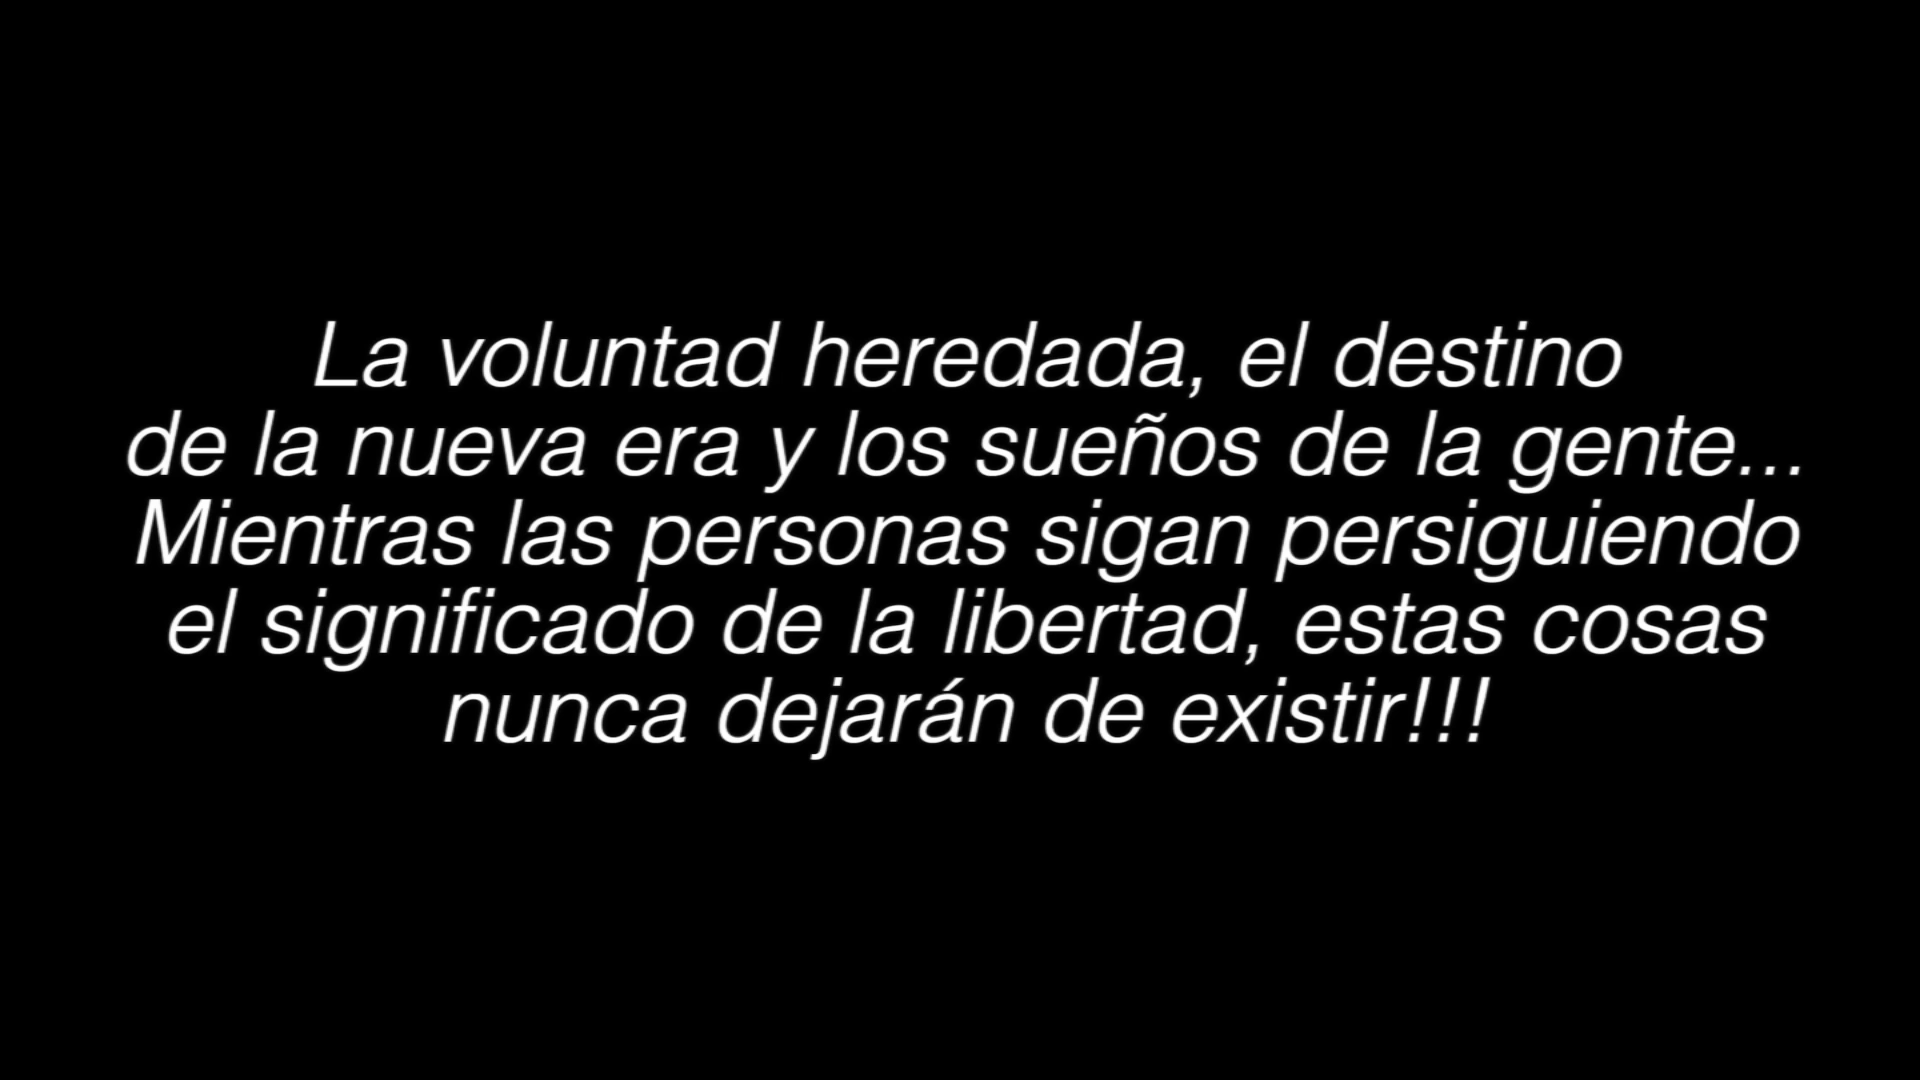 La voluntad heredada, el destino
de la nueva era y los sueños de la gente...
Mientras las personas sigan persiguiendo
el significado de la libertad, estas cosas
nunca dejarán de existir!!!